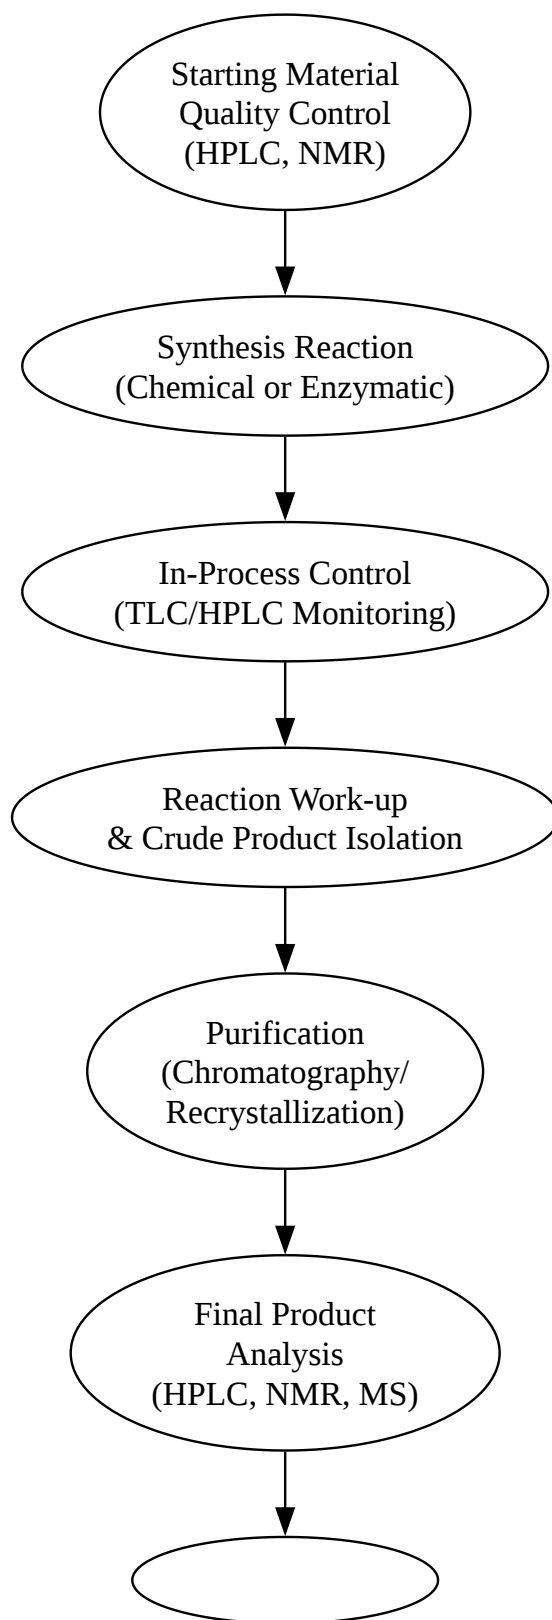 Starting Material
Quality Control
(HPLC, NMR)
Synthesis Reaction
(Chemical or Enzymatic)
In-Process Control
(TLC/HPLC Monitoring)
Reaction Work-up
& Crude Product Isolation
Purification
(Chromatography/
Recrystallization)
Final Product
Analysis
(HPLC, NMR, MS)